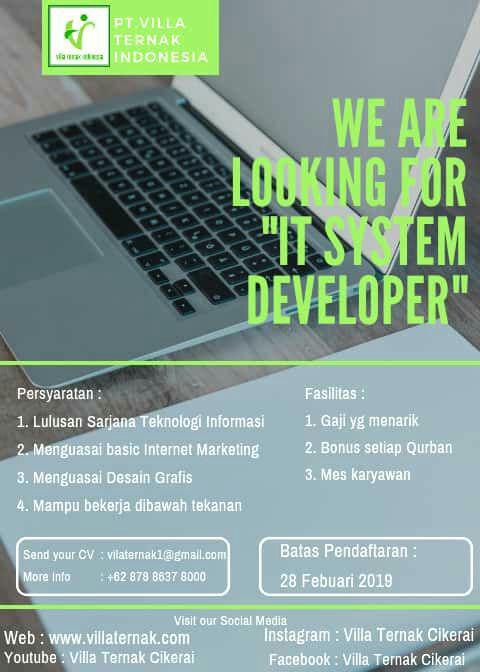 Villa Ternak Indonesia
PT.VILLA
TERNAK
INDONESIA
WE ARE
LOOKING FOR
"IT SYSTEM
DEVELOPER"
Persyaratan :
1. Lulusan Sarjana Teknologi Informasi
2. Menguasai basic Internet Marketing
3. Menguasai Desain Grafis
4. Mampu bekerja dibawah tekanan
Fasilitas :
1. Gaji yg menarik
2. Bonus setiap Qurban
3. Mes karyawan
Send your CV : vilaternak1@gmail.com
More Info : +62 878 8637 8000
Batas Pendaftaran :
28 Febuari 2019
Visit our Social Media
Web : www.villaternak.com
Instagram : Villa Ternak Cikerai
Youtube : Villa Ternak Cikerai
Facebook : Villa Ternak Cikerai